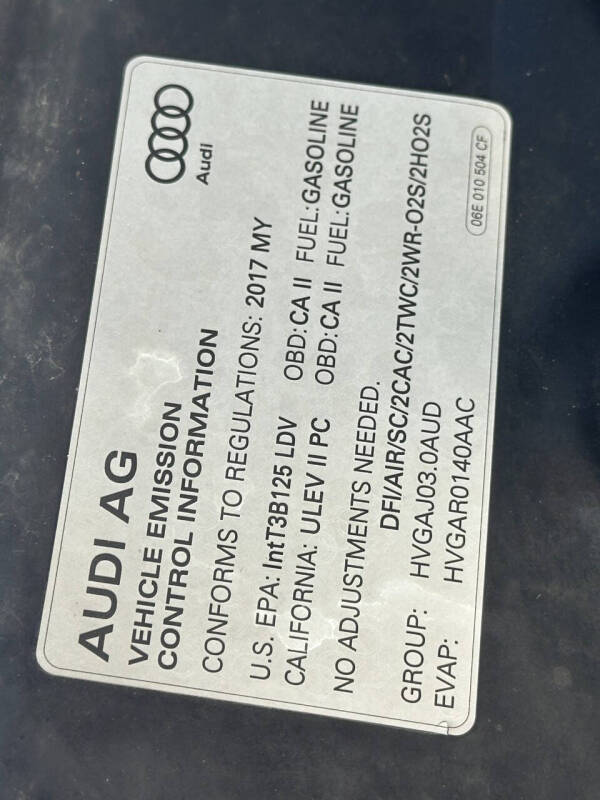 AUDI AG
VEHICLE EMISSION
CONTROL INFORMATION
Audi
CONFORMS TO REGULATIONS: 2017 MY
U.S. EPA: IntT3B125 LDV OBD: CA II FUEL: GASOLINE
CALIFORNIA: ULEV II PC OBD: CA II FUEL: GASOLINE
NO ADJUSTMENTS NEEDED.
DFI/AIR/SC/2CAC/2TWC/2WR-O2S/2HO2S
GROUP: HVGAJ03.0AUD
EVAP: HVGAR0140AAC
06E 010 504 CF